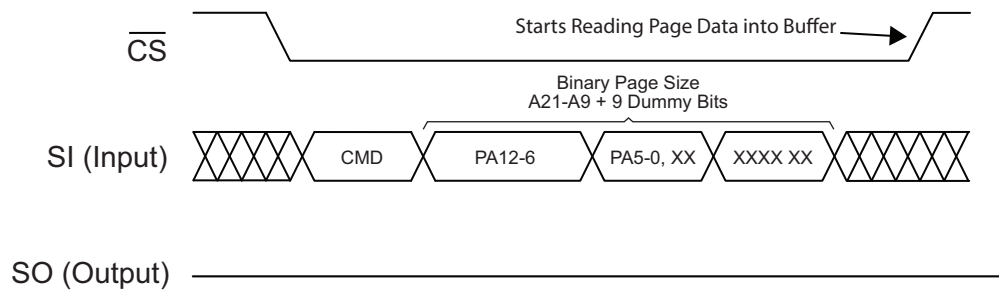 Starts Reading Page Data into Buffer
CS
Binary Page Size
A21-A9 + 9 Dummy Bits
SI (Input)
CMD
PA12-6
PA5-0, XX
XXXX XX
SO (Output)